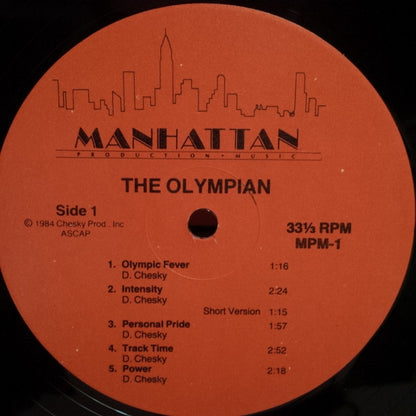 MANHATTAN
PRODUCTION • MUSIC
THE OLYMPIAN
Side 1
© 1984 Chesky Prod., Inc
ASCAP
33⅓ RPM
MPM-1
1. Olympic Fever 1:16
D. Chesky
2. Intensity 2:24
D. Chesky
Short Version 1:15
3. Personal Pride 1:57
D. Chesky
4. Track Time 2:52
D. Chesky
5 Power 2:18
D. Chesky